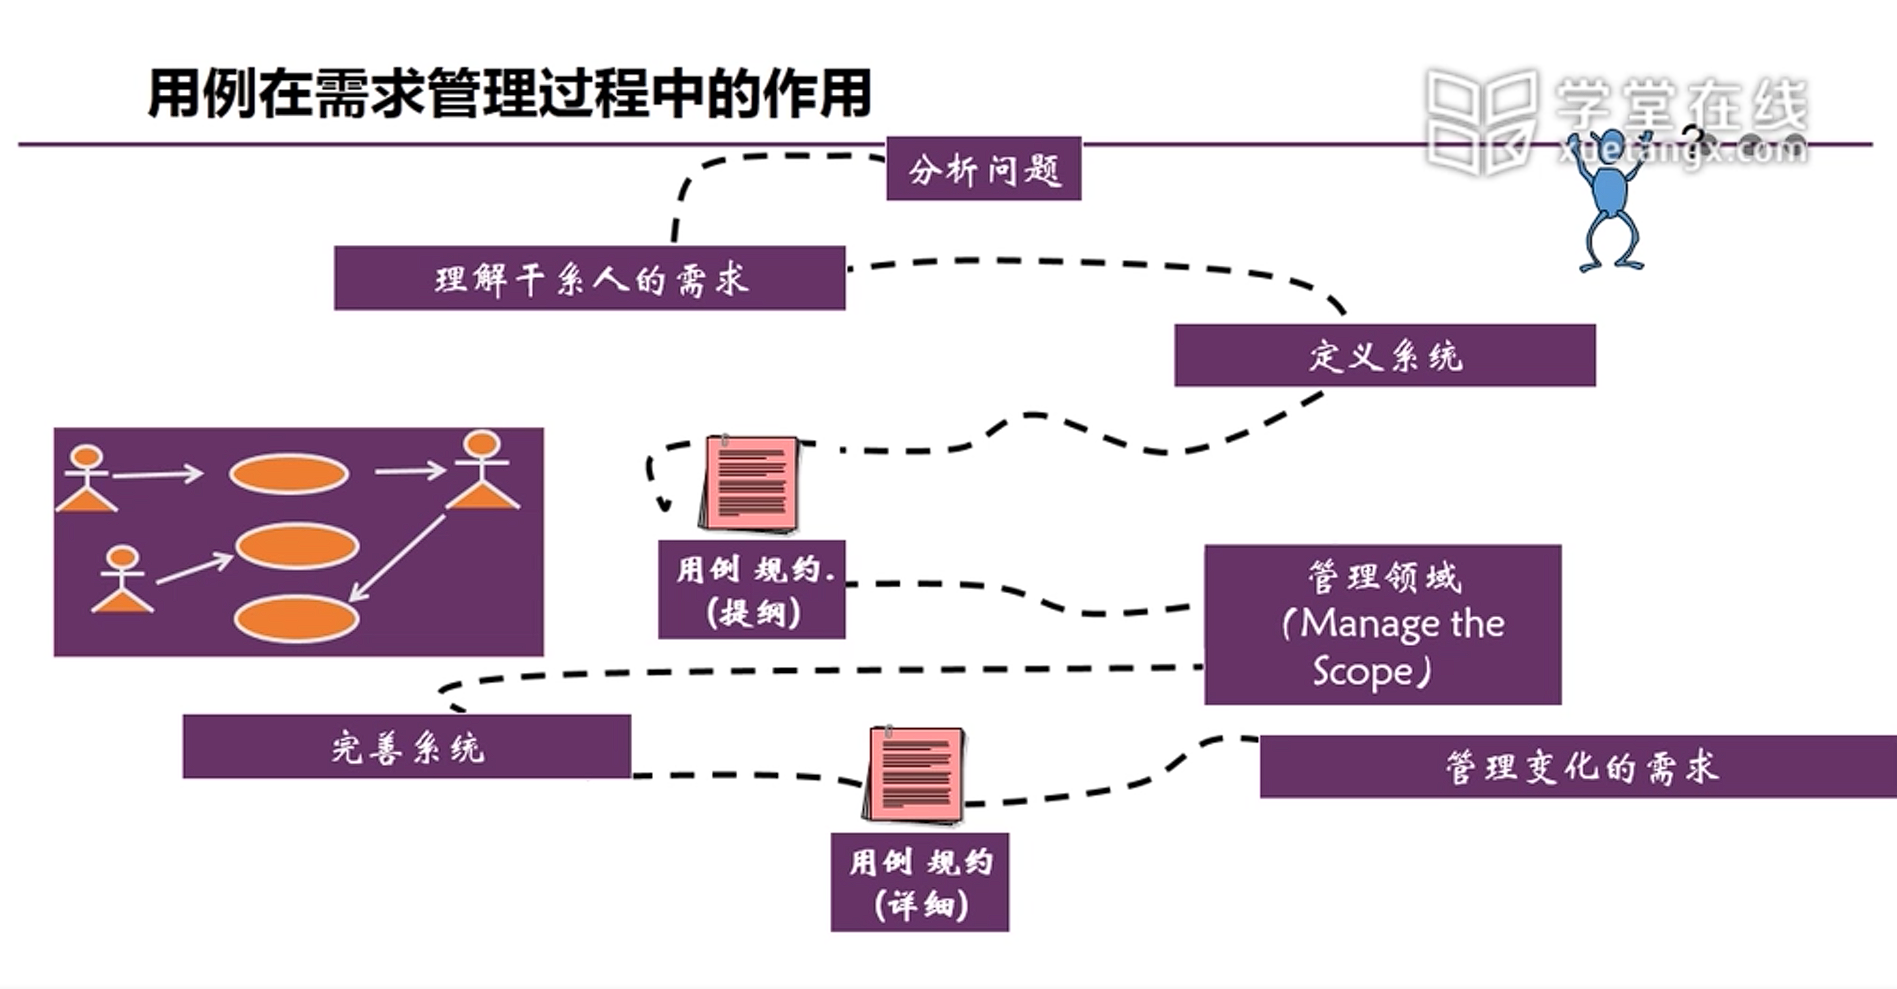 用例在需求管理过程中的作用
学堂在线
xuetangx.com
?
分析问题
理解干系人的需求
定义系统
用例 规约.
(提纲)
管理领域
(Manage the
Scope)
完善系统
管理变化的需求
用例 规约
(详细)